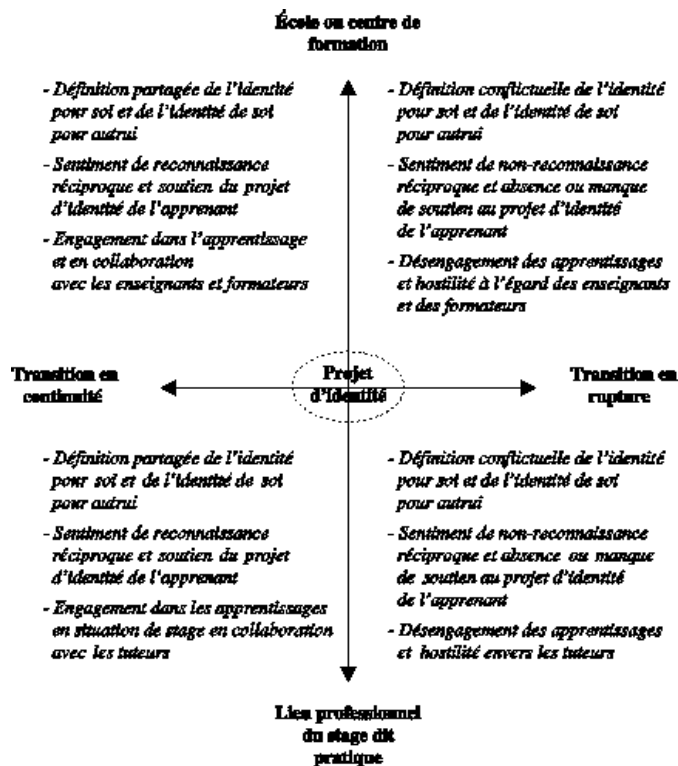 École ou centre de
formation
- Définition partagée de l'identité
pour soi et de l'identité de soi
pour autrui
- Sentiment de reconnaissance
réciproque et soutien du projet
d'identité de l'apprenant
- Engagement dans l'apprentissage
et en collaboration
avec les enseignants et formateurs
- Définition conflictuelle de l'identité
pour soi et de l'identité de soi
pour autrui
- Sentiment de non-reconnaissance
réciproque et absence ou manque
de soutien au projet d'identité
de l'apprenant
- Désengagement des apprentissages
et hostilité à l'égard des enseignants
et des formateurs
Transition en
continuité
Projet
d'identité
Transition en
rupture
- Définition partagée de l'identité
pour soi et de l'identité de soi
pour autrui
- Sentiment de reconnaissance
réciproque et soutien du projet
d'identité de l'apprenant
- Engagement dans les apprentissages
en situation de stage en collaboration
avec les tuteurs
- Définition conflictuelle de l'identité
pour soi et de l'identité de soi
pour autrui
- Sentiment de non-reconnaissance
réciproque et absence ou manque
de soutien au projet d'identité
de l'apprenant
- Désengagement des apprentissages
et hostilité envers les tuteurs
Lieu professionnel
du stage dit
pratique